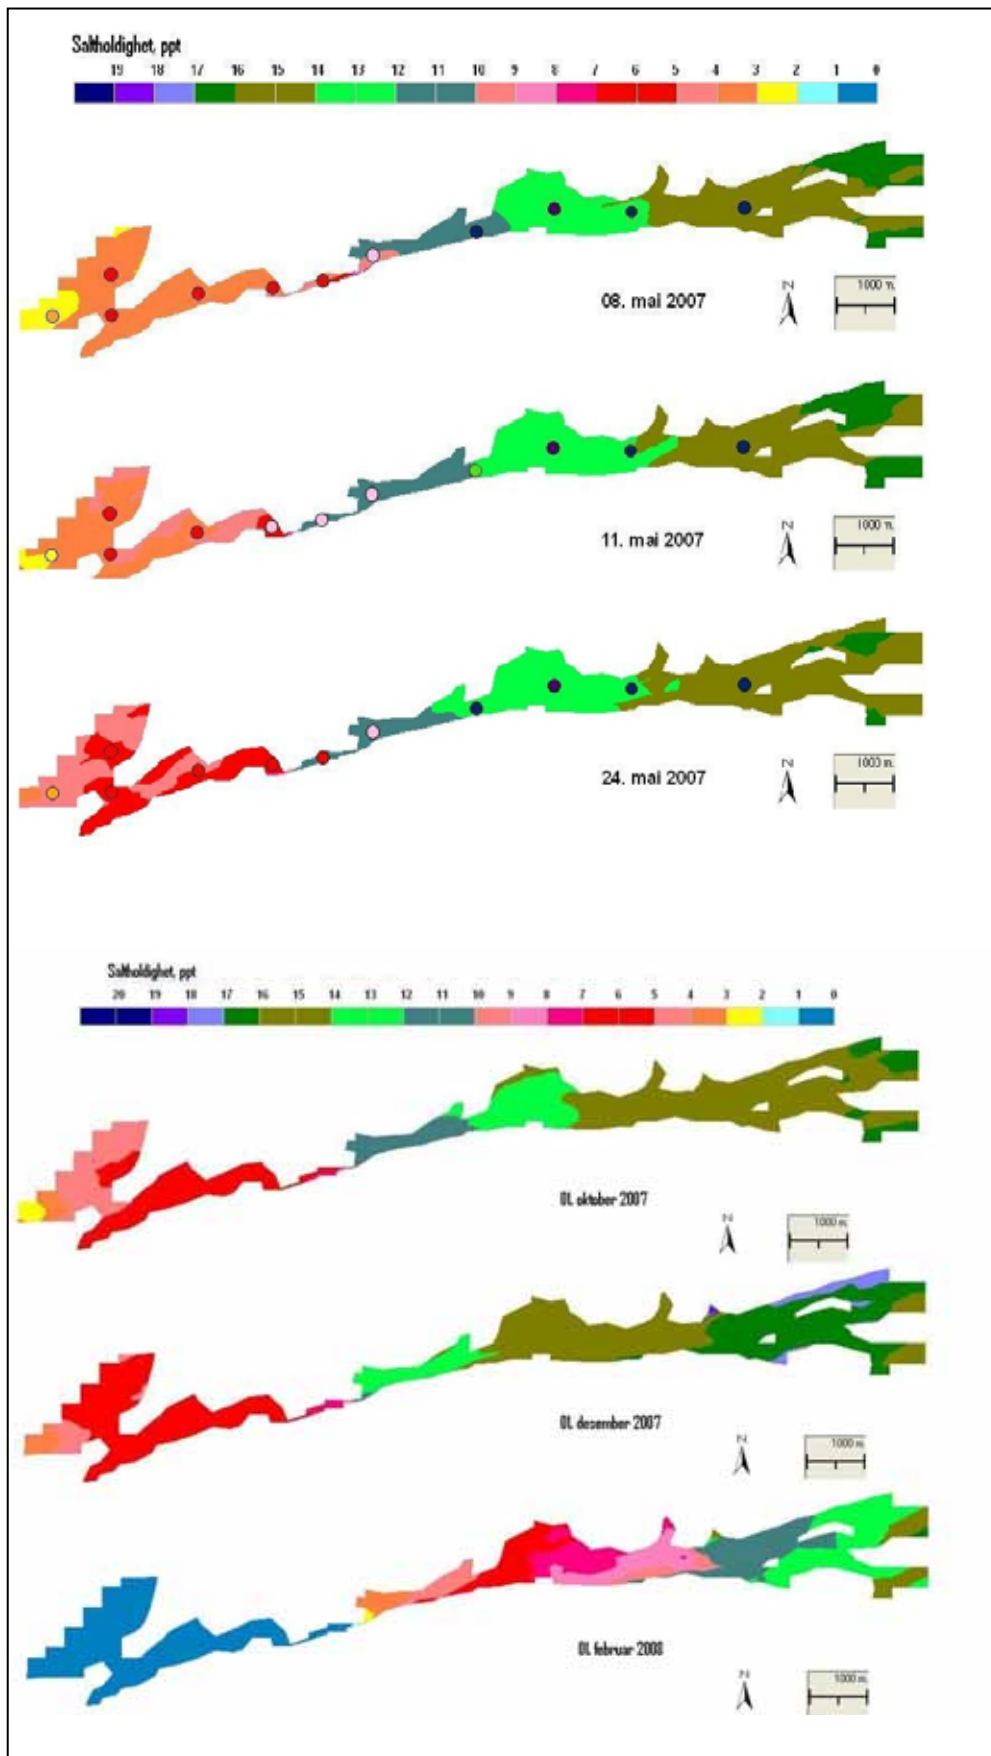 Saltholdighet, ppt
19 18 17 16 15 14 13 12 11 10 9 8 7 6 5 4 3 2 1 0
08. mai 2007
N
1000 m.
11. mai 2007
N
1000 m.
24. mai 2007
N
1000 m.
Saltholdighet, ppt
20 19 18 17 16 15 14 13 12 11 10 9 8 7 6 5 4 3 2 1 0
01. oktober 2007
N
1000 m.
01. desember 2007
N
1000 m.
01. februar 2008
N
1000 m.